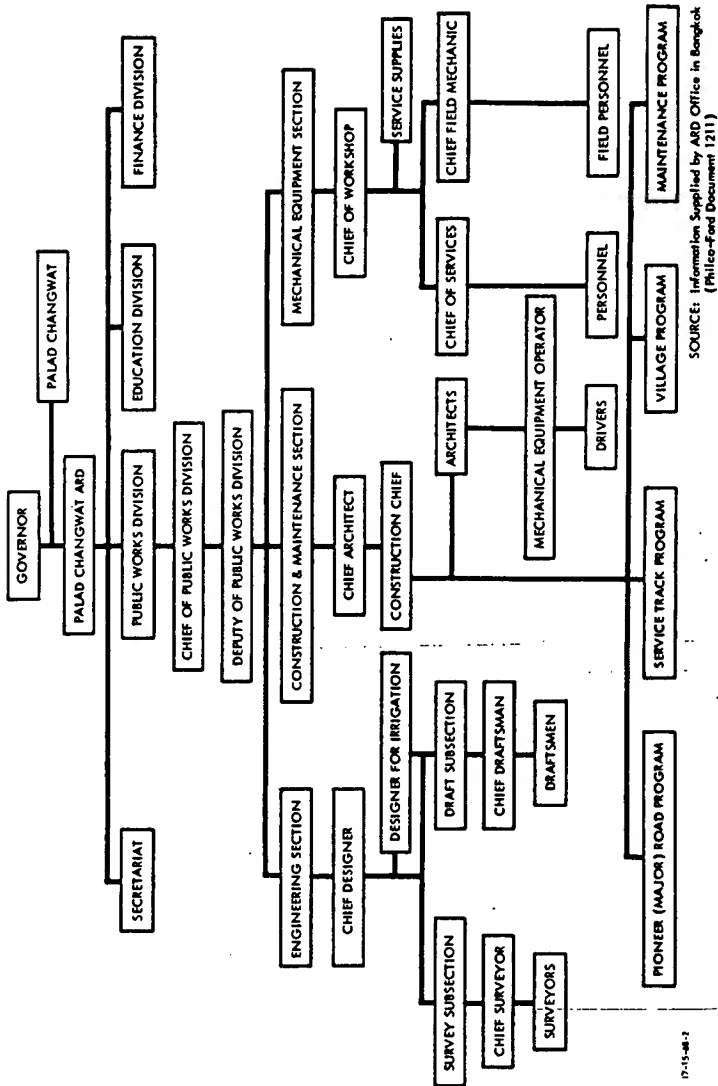 GOVERNOR
PALAD CHANGWAT
PALAD CHANGWAT ARD
SECRETARIAT
PUBLIC WORKS DIVISION
EDUCATION DIVISION
FINANCE DIVISION
CHIEF OF PUBLIC WORKS DIVISION
DEPUTY OF PUBLIC WORKS DIVISION
ENGINEERING SECTION
CONSTRUCTION & MAINTENANCE SECTION
MECHANICAL EQUIPMENT SECTION
CHIEF DESIGNER
CHIEF ARCHITECT
CHIEF OF WORKSHOP
DESIGNER FOR IRRIGATION
CONSTRUCTION CHIEF
SERVICE SUPPLIES
SURVEY SUBSECTION
DRAFT SUBSECTION
ARCHITECTS
CHIEF OF SERVICES
CHIEF FIELD MECHANIC
CHIEF SURVEYOR
CHIEF DRAFTSMAN
MECHANICAL EQUIPMENT OPERATOR
SURVEYORS
DRAFTSMEN
DRIVERS
PERSONNEL
FIELD PERSONNEL
PIONEER (MAJOR) ROAD PROGRAM
SERVICE TRACK PROGRAM
VILLAGE PROGRAM
MAINTENANCE PROGRAM
SOURCE: Information Supplied by ARD Office in Bangkok
(Philco-Ford Document 1211)
17-15-68-2